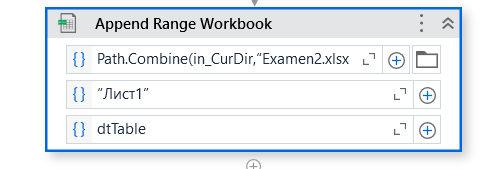 Append Range Workbook
{} Path.Combine(in_CurDir,“Examen2.xlsx
{} “Лист1”
{} dtTable